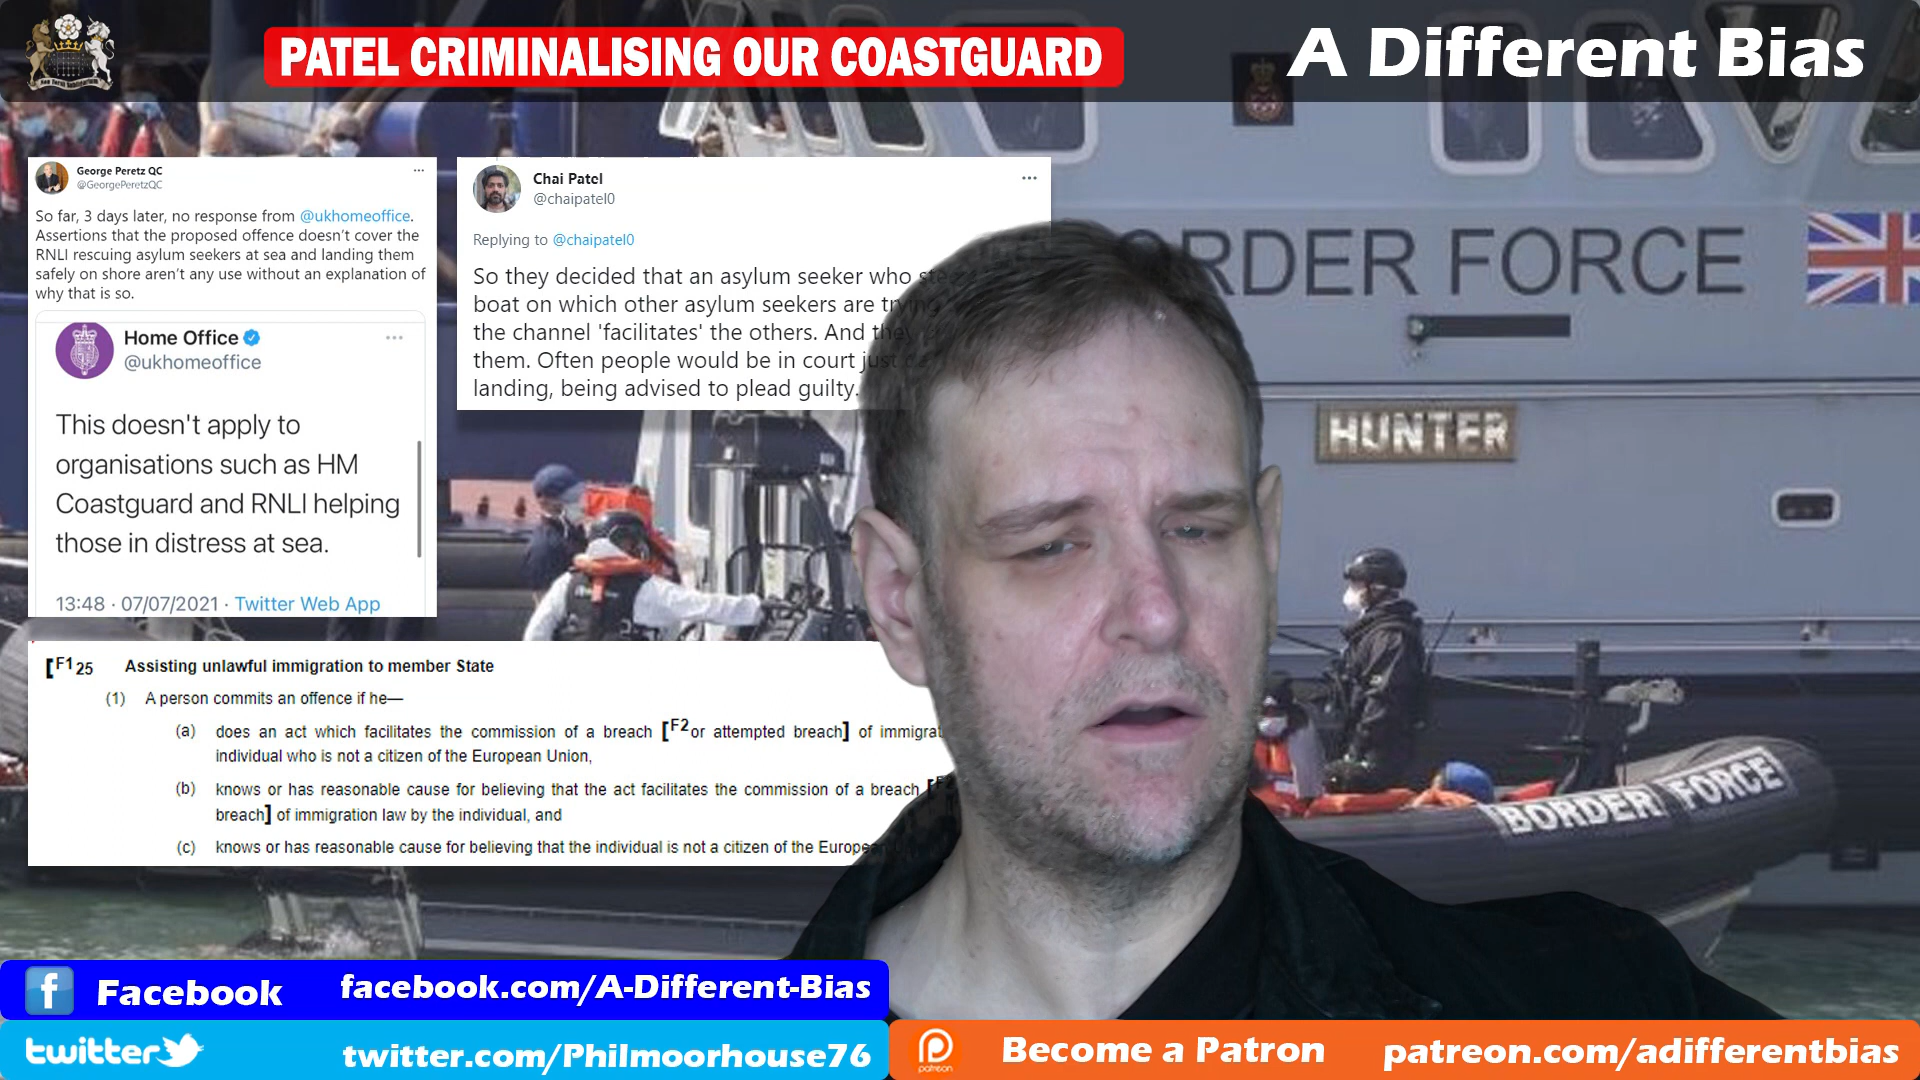 PATEL CRIMINALISING OUR COASTGUARD
A Different Bias
George Peretz QC
@GeorgePeretzQC
So far, 3 days later, no response from @ukhomeoffice.
Assertions that the proposed offence doesn't cover the
RNLI rescuing asylum seekers at sea and landing them
safely on shore aren't any use without an explanation of
why that is so.
Home Office
@ukhomeoffice
This doesn't apply to
organisations such as HM
Coastguard and RNLI helping
those in distress at sea.
13:48 · 07/07/2021 · Twitter Web App
Chai Patel
@chaipatel0
Replying to @chaipatel0
So they decided that an asylum seeker who
boat on which other asylum seekers are trying
the channel 'facilitates' the others. And they
them. Often people would be in court just
landing, being advised to plead guilty.
RDER FORCE
HUNTER
BORDER FORCE
[F1 25 Assisting unlawful immigration to member State
(1) A person commits an offence if he—
(a) does an act which facilitates the commission of a breach [F2 or attempted breach] of
individual who is not a citizen of the European Union,
(b) knows or has reasonable cause for believing that the act facilitates the commission of a breach
breach] of immigration law by the individual, and
(c) knows or has reasonable cause for believing that the individual is not a citizen of the
f Facebook facebook.com/A-Different-Bias
twitter twitter.com/Philmoorhouse76
patreon Become a Patron patreon.com/adifferentbias